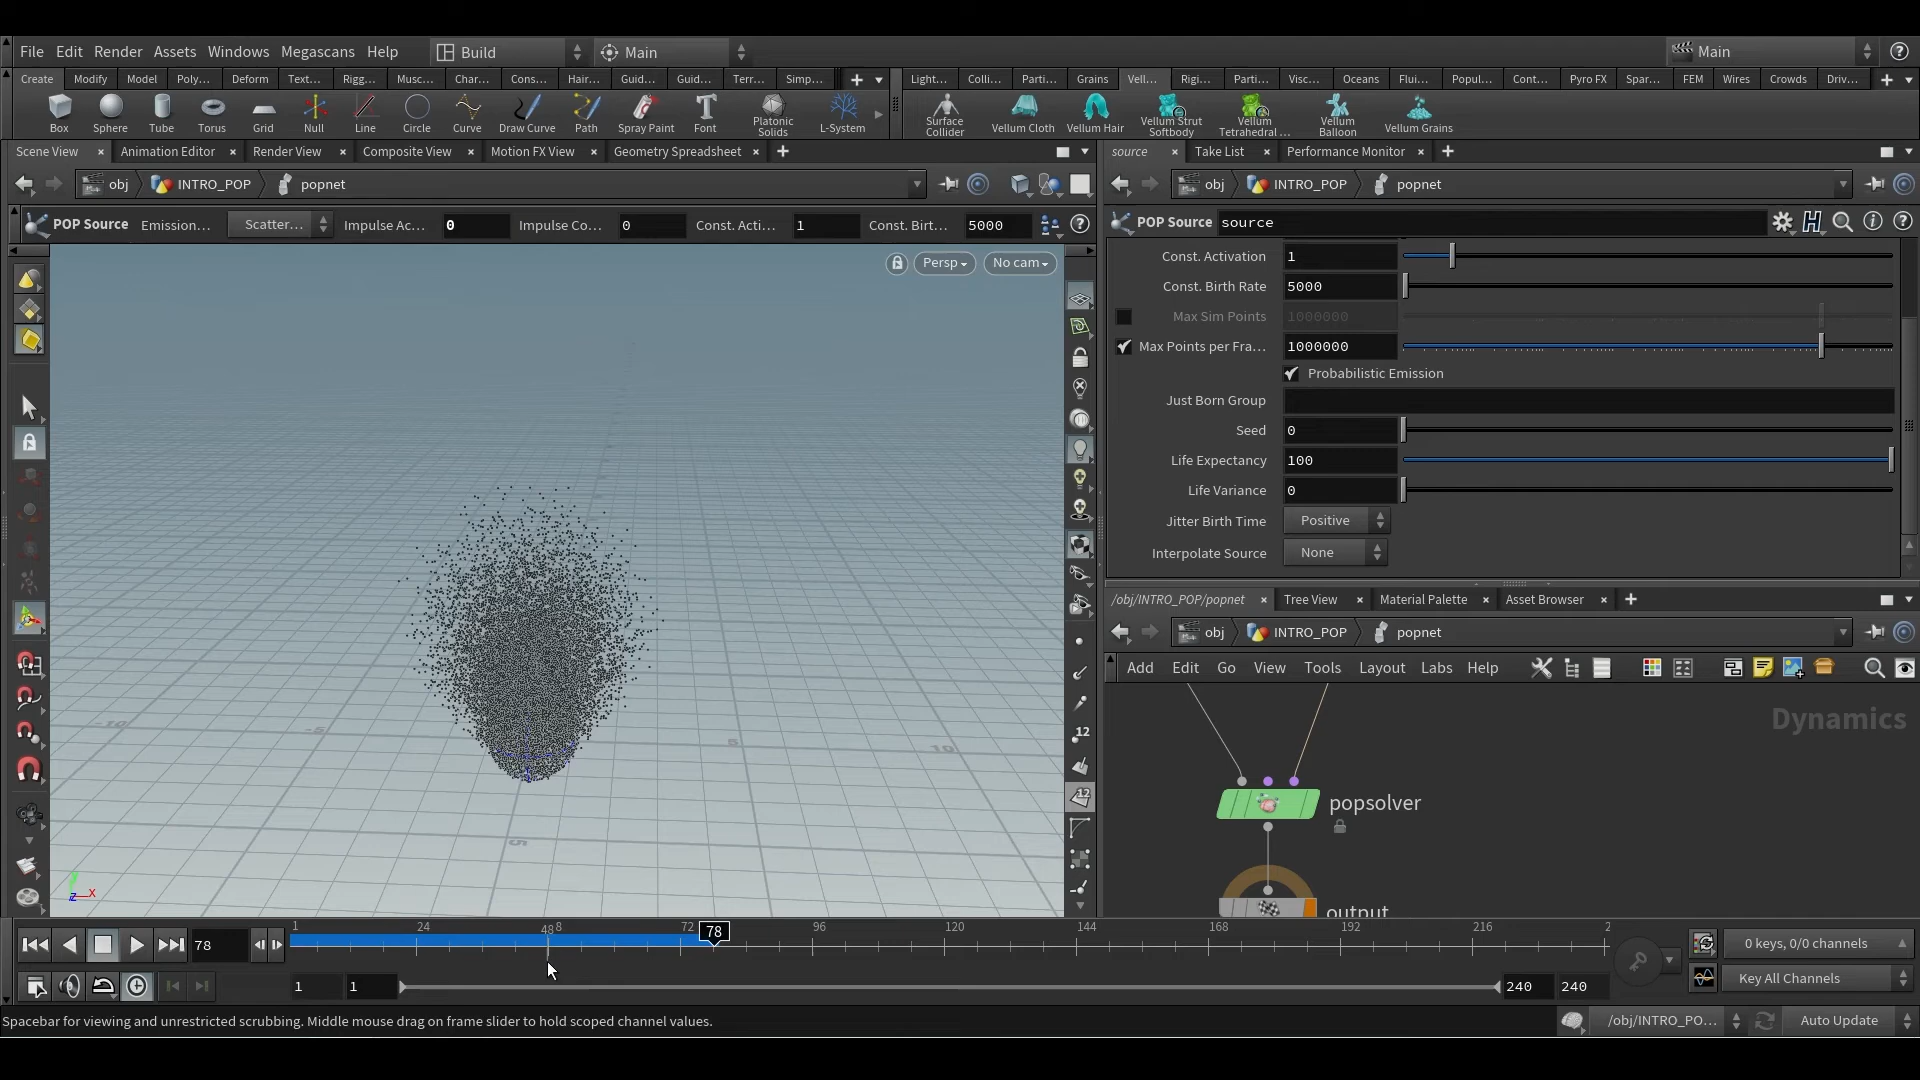 File Edit Render Assets Windows Megascans Help Build Main Main
Create Modify Model Poly... Deform Text... Rigg... Musc... Char... Cons... Hair... Guid... Guid... Terr... Simp... Light... Colli... Parti... Grains Vell... Rigi... Parti... Visc... Oceans Flui... Popul... Cont... Pyro FX Spar... FEM Wires Crowds Driv...
Box Sphere Tube Torus Grid Null Line Circle Curve Draw Curve Path Spray Paint Font Platonic Solids L-System Surface Collider Vellum Cloth Vellum Hair Vellum Strut Softbody Vellum Tetrahedral ... Vellum Balloon Vellum Grains
Scene View Animation Editor Render View Composite View Motion FX View Geometry Spreadsheet source Take List Performance Monitor
obj INTRO_POP popnet obj INTRO_POP popnet
POP Source Emission... Scatter... Impulse Ac... 0 Impulse Co... 0 Const. Acti... 1 Const. Birt... 5000
POP Source source
Persp No cam
Const. Activation 1
Const. Birth Rate 5000
Max Sim Points 1000000
Max Points per Fra... 1000000
Probabilistic Emission
Just Born Group
Seed 0
Life Expectancy 100
Life Variance 0
Jitter Birth Time Positive
Interpolate Source None
/obj/INTRO_POP/popnet Tree View Material Palette Asset Browser
obj INTRO_POP popnet
Add Edit Go View Tools Layout Labs Help
Dynamics
popsolver
output
-10 -5 5 10
5
12
12
Z X
1 24 48 72 78 96 120 144 168 192 216 2
78
0 keys, 0/0 channels
1 1 240 240 Key All Channels
Spacebar for viewing and unrestricted scrubbing. Middle mouse drag on frame slider to hold scoped channel values. /obj/INTRO_PO... Auto Update